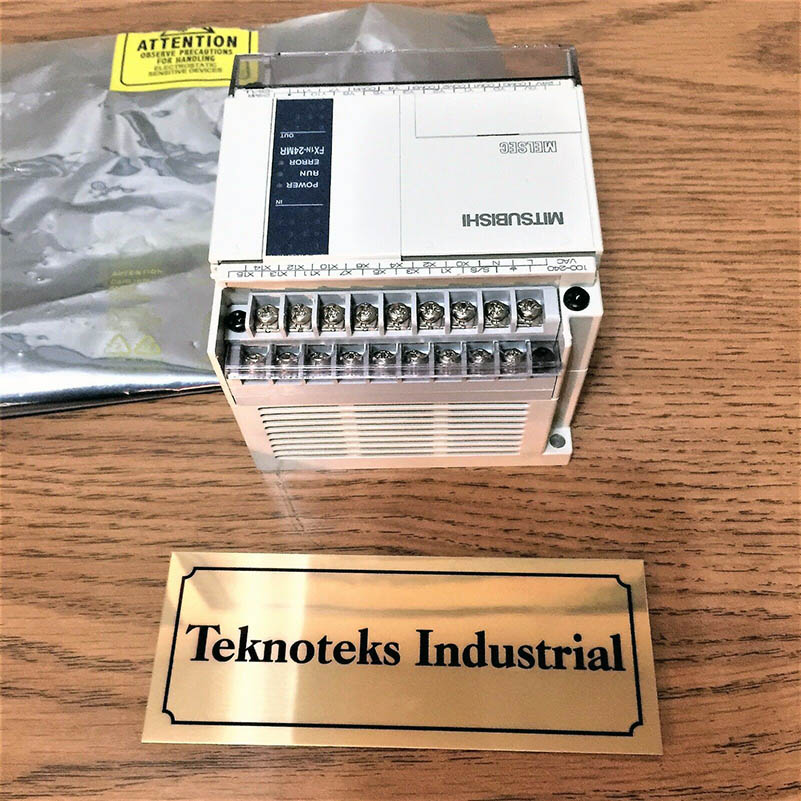 ATTENTION
OBSERVE PRECAUTIONS
FOR HANDLING
ELECTROSTATIC
SENSITIVE DEVICES
MITSUBISHI
MELSEC
IN
POWER
RUN
ERROR
FX1N-24MR
OUT
100-240
VAC L N S/S X0 X1 X2 X3 X4 X5 X6 X7 X10 X11 X12 X13 X14 X15
ATTENTION
Teknoteks Industrial